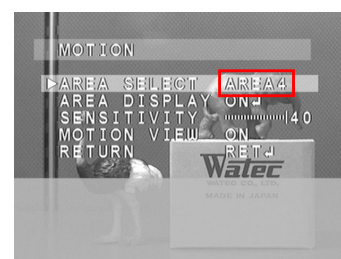 MOTION
▷AREA SELECT AREA4
AREA DISPLAY ON↲
SENSITIVITY 40
MOTION VIEW ON
RETURN RET↲
Watec
WATEC CO., LTD.
MADE IN JAPAN